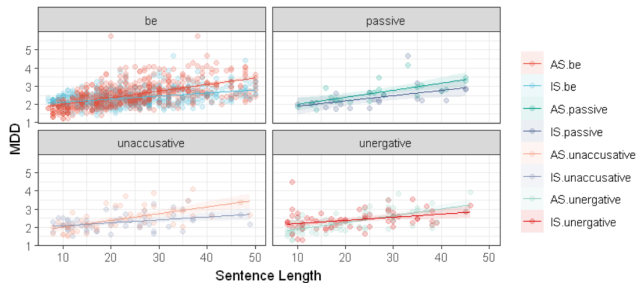 be
passive
5
4
3
2
1
unaccusative
unergative
5
4
3
2
1
10
20
30
40
50
10
20
30
40
50
MDD
Sentence Length
AS.be
IS.be
AS.passive
IS.passive
AS.unaccusative
IS.unaccusative
AS.unergative
IS.unergative